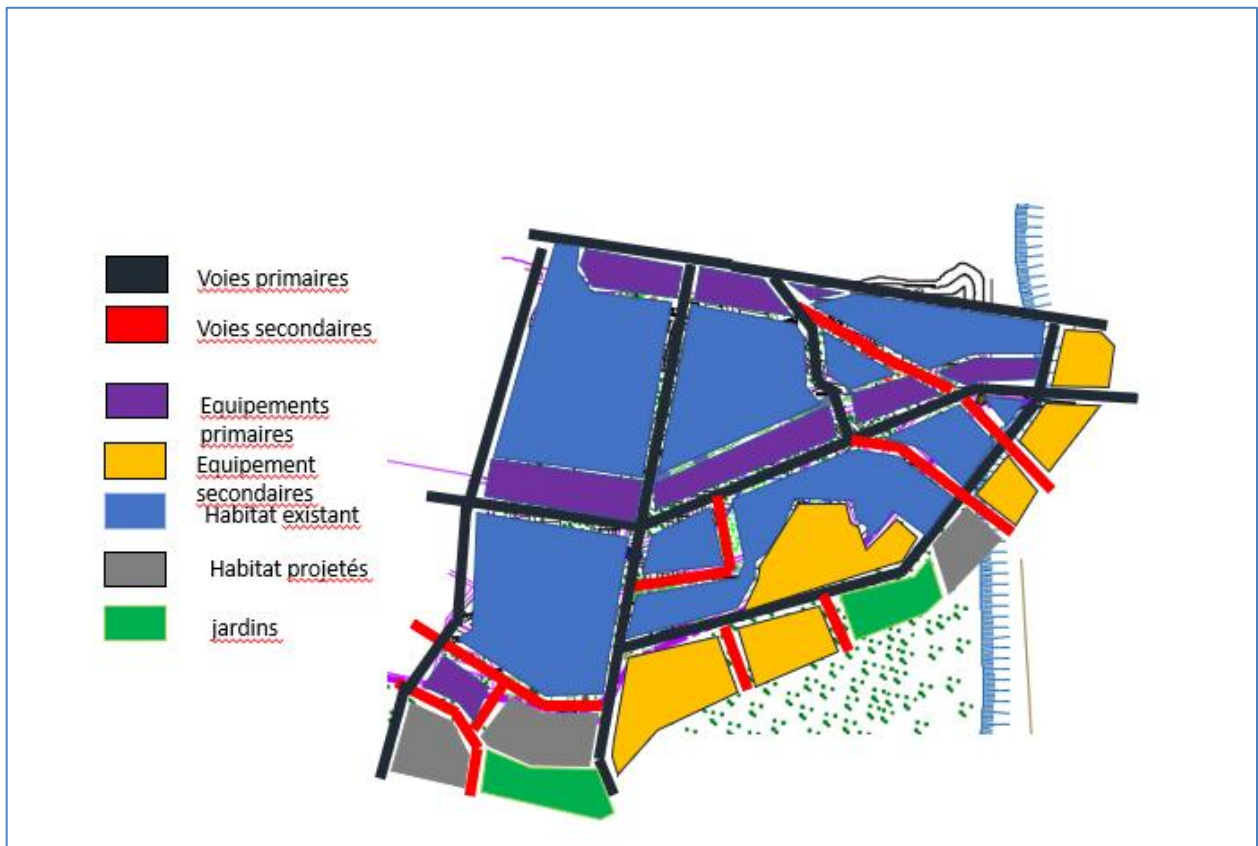 Voies primaires
Voies secondaires
Equipements
primaires
Equipement
secondaires
Habitat existant
Habitat projetés
jardins